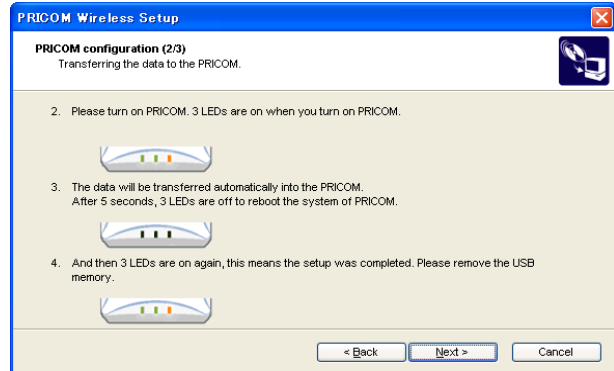 PRICOM Wireless Setup
PRICOM configuration (2/3)
Transferring the data to the PRICOM.
2. Please turn on PRICOM. 3 LEDs are on when you turn on PRICOM.
3. The data will be transferred automatically into the PRICOM.
After 5 seconds, 3 LEDs are off to reboot the system of PRICOM.
4. And then 3 LEDs are on again, this means the setup was completed. Please remove the USB
memory.
< Back Next > Cancel